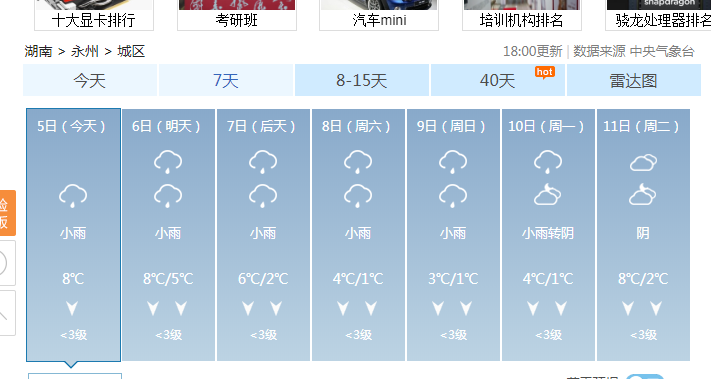 snapdragon
十大显卡排行
考研班
汽车mini
培训机构排名
骁龙处理器排名
湖南 > 永州 > 城区
18:00更新 | 数据来源 中央气象台
今天
7天
8-15天
40天
hot
雷达图
5日（今天）
6日（明天）
7日（后天）
8日（周六）
9日（周日）
10日（周一）
11日（周二）
小雨
小雨
小雨
小雨
小雨
小雨转阴
阴
8℃
8℃/5℃
6℃/2℃
4℃/1℃
3℃/1℃
4℃/1℃
8℃/2℃
<3级
<3级
<3级
<3级
<3级
<3级
<3级